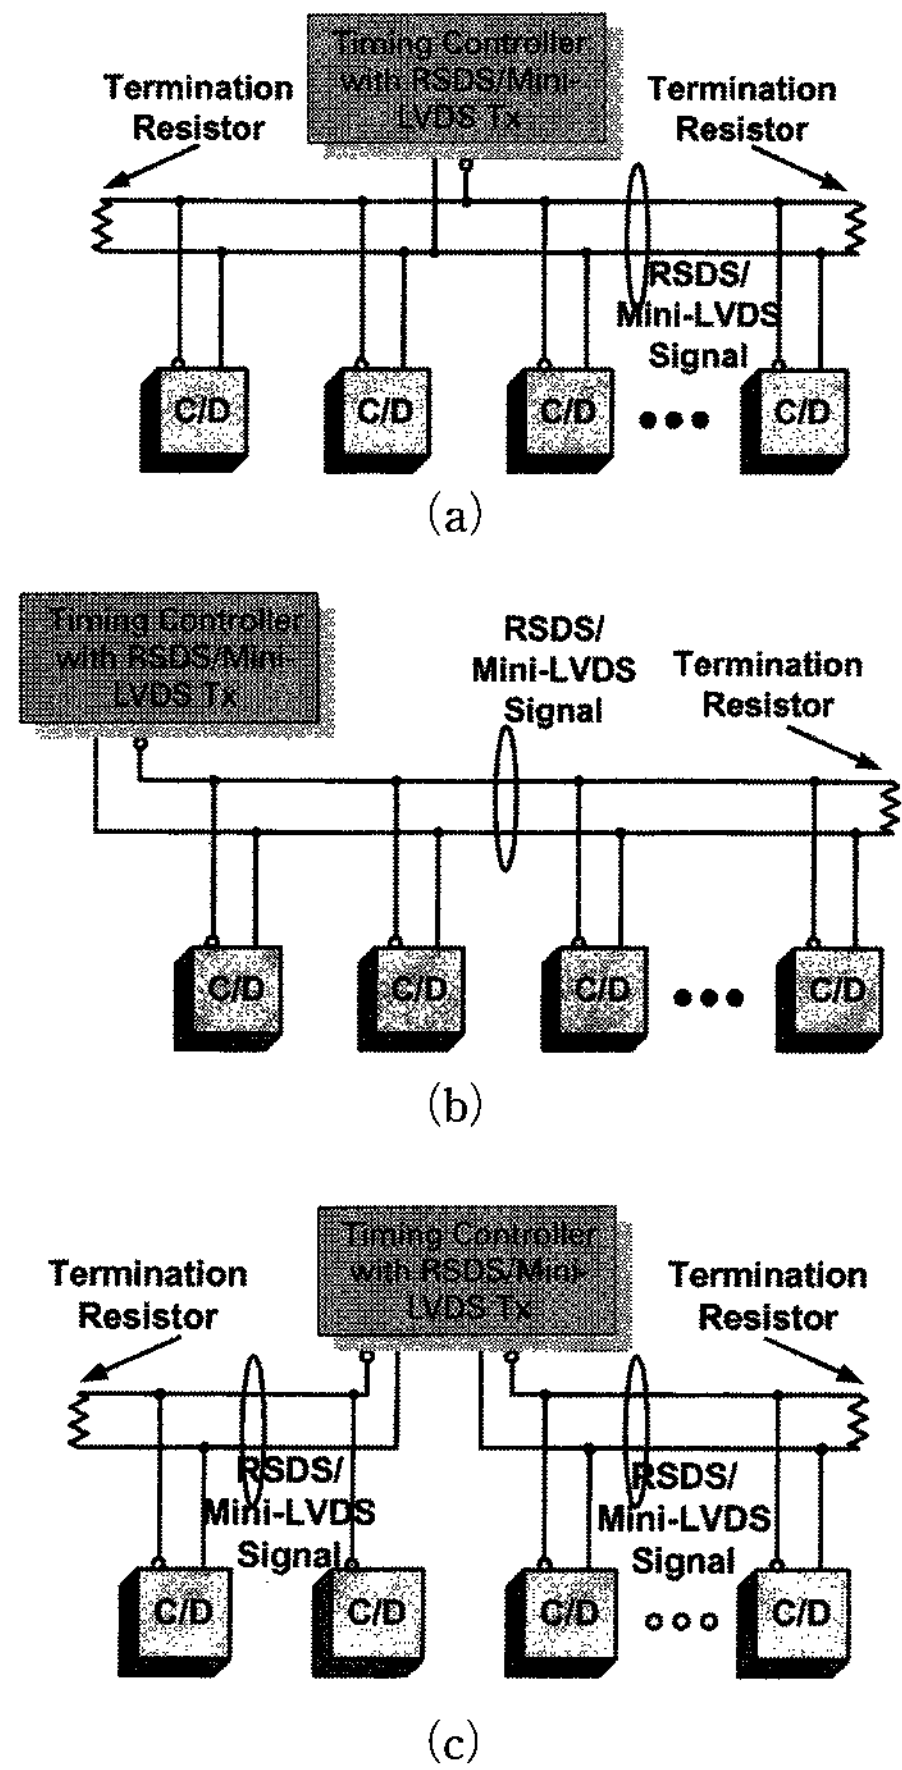 Timing Controller
with RSDS/Mini-
LVDS Tx
Termination
Resistor
Termination
Resistor
RSDS/
Mini-LVDS
Signal
C/D
C/D
C/D
C/D
(a)
Timing Controller
with RSDS/Mini-
LVDS Tx
RSDS/
Mini-LVDS
Signal
Termination
Resistor
C/D
C/D
C/D
C/D
(b)
Timing Controller
with RSDS/Mini-
LVDS Tx
Termination
Resistor
Termination
Resistor
RSDS/
Mini-LVDS
Signal
RSDS/
Mini-LVDS
Signal
C/D
C/D
C/D
C/D
(c)